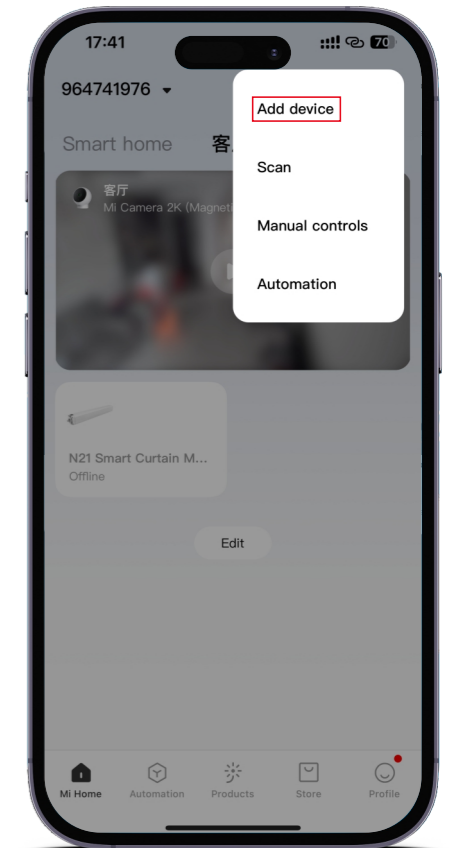 17:41
70
964741976
Add device
Smart home
客
Scan
客厅
Mi Camera 2K (Magneti
Manual controls
Automation
N21 Smart Curtain M...
Offline
Edit
Mi Home
Automation
Products
Store
Profile